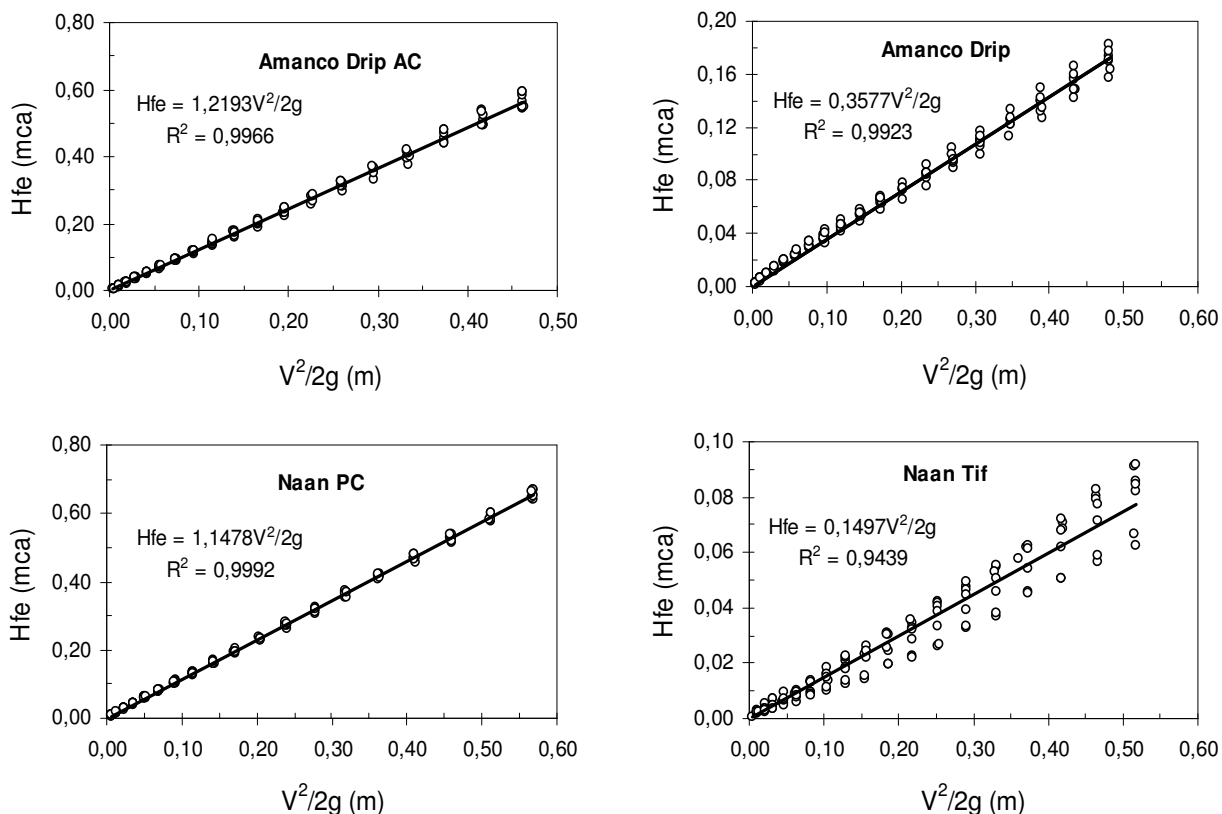 Amanco Drip AC
Hfe = 1,2193V²/2g
R² = 0,9966
Hfe (mca)
0,80
0,60
0,40
0,20
0,00
0,00 0,10 0,20 0,30 0,40 0,50
V²/2g (m)
Amanco Drip
Hfe = 0,3577V²/2g
R² = 0,9923
Hfe (mca)
0,20
0,16
0,12
0,08
0,04
0,00
0,00 0,10 0,20 0,30 0,40 0,50 0,60
V²/2g (m)
Naan PC
Hfe = 1,1478V²/2g
R² = 0,9992
Hfe (mca)
0,80
0,60
0,40
0,20
0,00
0,00 0,10 0,20 0,30 0,40 0,50 0,60
V²/2g (m)
Naan Tif
Hfe = 0,1497V²/2g
R² = 0,9439
Hfe (mca)
0,10
0,08
0,06
0,04
0,02
0,00
0,00 0,10 0,20 0,30 0,40 0,50 0,60
V²/2g (m)